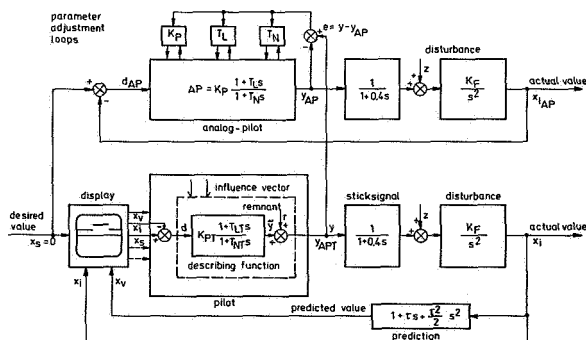 parameter
adjustment
loops
K_P
T_L
T_N
e = y - y_AP
disturbance
d_AP
AP = K_P (1+T_L s)/(1+T_N s)
y_AP
1/(1+0,4s)
z
K_F/s²
actual value
x_i_AP
analog-pilot
display
influence vector
x_v
remnant
x_i
desired
value
x_s = 0
x_s
d
K_PT (1+T_LT s)/(1+T_NT s)
ỹ
r
describing function
pilot
y
y_APT
sticksignal
1/(1+0,4s)
disturbance
z
K_F/s²
actual value
x_i
x_i
x_v
predicted value
1 + τs + τ²/2 s²
prediction